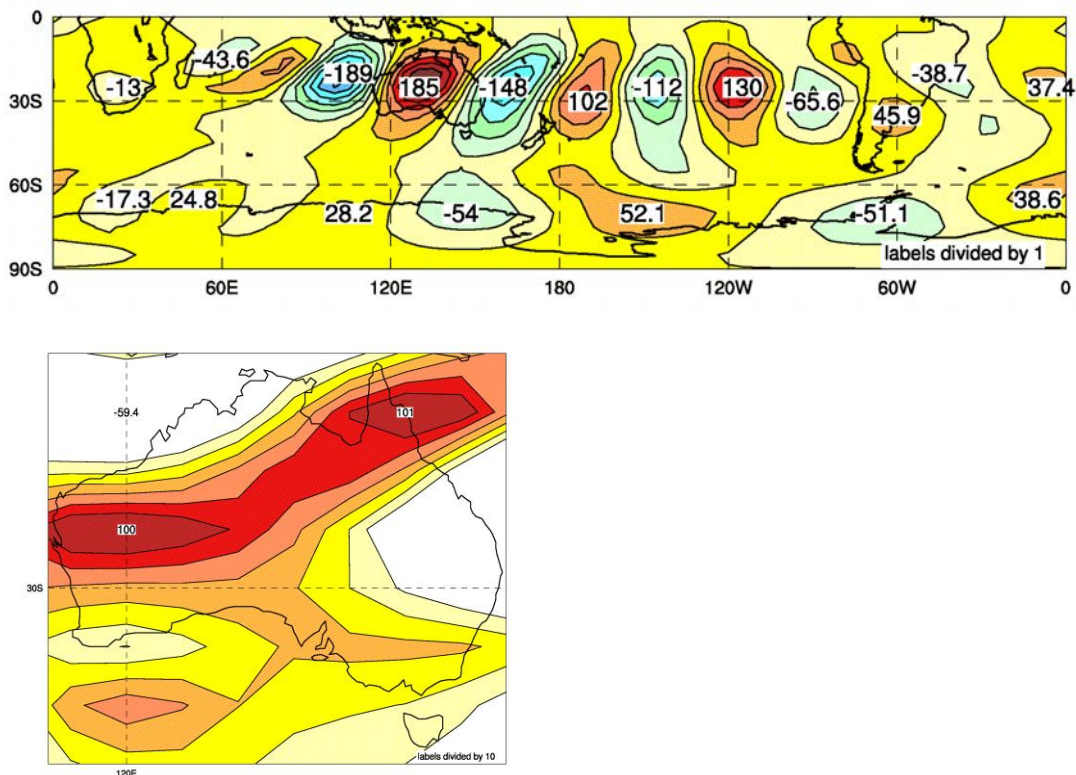 0
-43.6
-13
-189
185
-148
102
-112
130
-65.6
-38.7
37.4
30S
45.9
60S
-17.3
24.8
28.2
-54
52.1
-51.1
38.6
labels divided by 1
90S
0 60E 120E 180 120W 60W 0
-59.4
101
100
30S
labels divided by 10
120E